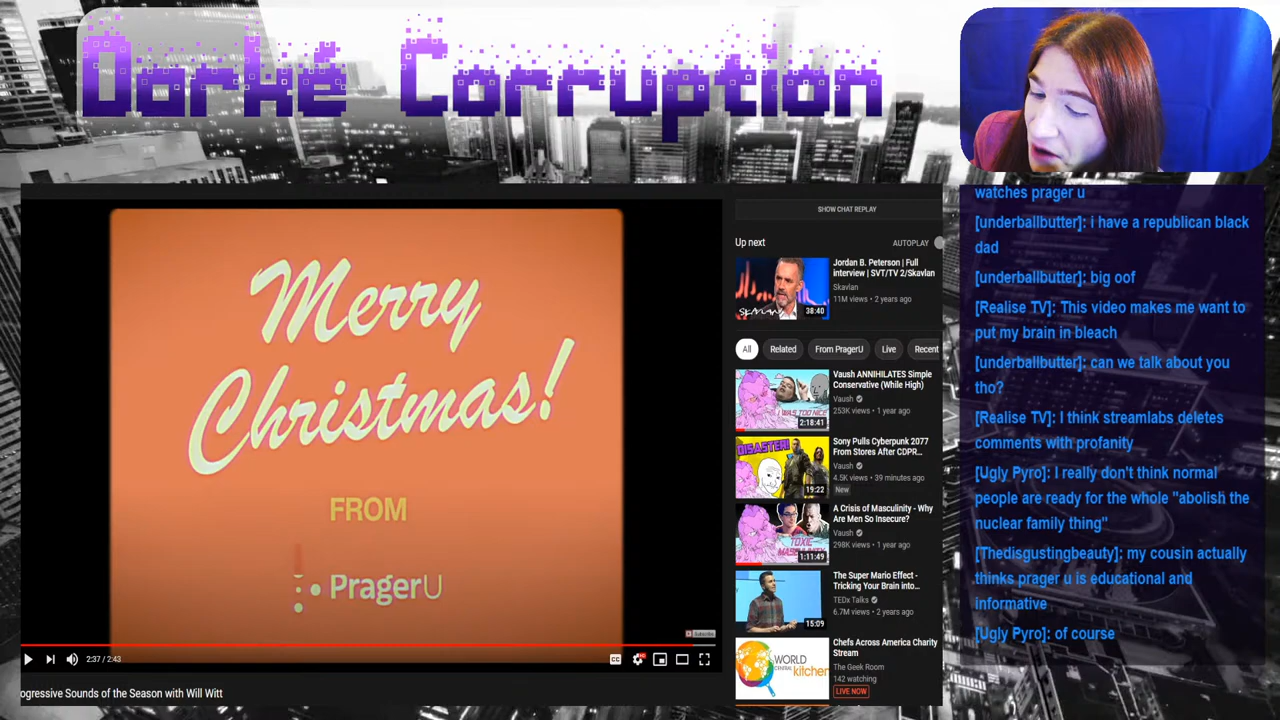 Darké Corruption
Merry
Christmas!
FROM
PragerU
Subscribe
2:37 / 2:43
CC
HD
ogressive Sounds of the Season with Will Witt
SHOW CHAT REPLAY
Up next
AUTOPLAY
Jordan B. Peterson | Full
interview | SVT/TV 2/Skavlan
Skavlan
11M views • 2 years ago
SKAVLAN
38:40
All
Related
From PragerU
Live
Recent
Vaush ANNIHILATES Simple
Conservative (While High)
Vaush
253K views • 1 year ago
I WAS TOO NICE
2:18:41
Sony Pulls Cyberpunk 2077
From Stores After CDPR...
Vaush
4.5K views • 39 minutes ago
New
DISASTER!
19:22
A Crisis of Masculinity - Why
Are Men So Insecure?
Vaush
298K views • 1 year ago
TOXIC
MASCULINITY
1:11:49
The Super Mario Effect -
Tricking Your Brain into...
TEDx Talks
6.7M views • 2 years ago
15:09
Chefs Across America Charity
Stream
The Geek Room
142 watching
LIVE NOW
WORLD
CENTRAL
kitchen
watches prager u
[underballbutter]: i have a republican black
dad
[underballbutter]: big oof
[Realise TV]: This video makes me want to
put my brain in bleach
[underballbutter]: can we talk about you
tho?
[Realise TV]: I think streamlabs deletes
comments with profanity
[Ugly Pyro]: I really don't think normal
people are ready for the whole "abolish the
nuclear family thing"
[Thedisgustingbeauty]: my cousin actually
thinks prager u is educational and
informative
[Ugly Pyro]: of course